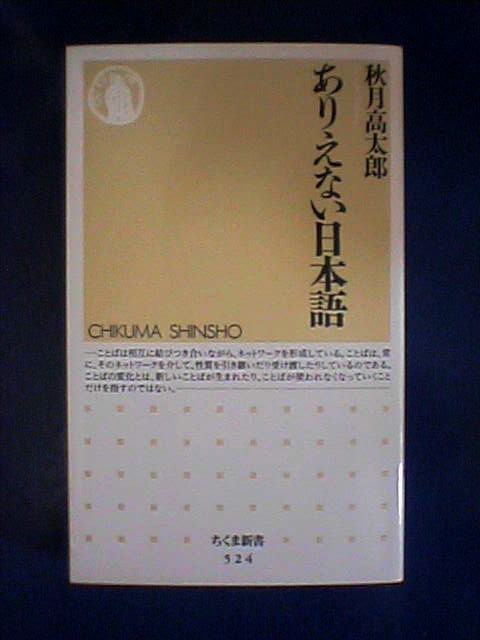 秋月高太郎
ありえない日本語
CHIKUMA SHINSHO
―ことばは相互に結びつき合いながら、ネットワークを形成している。ことばは、常
に、そのネットワークを介して、性質を引き継いだり受け渡したりしているのである。
ことばの変化とは、新しいことばが生まれたり、ことばが使われなくなっていくこと
だけを指すのではない。
ちくま新書
524